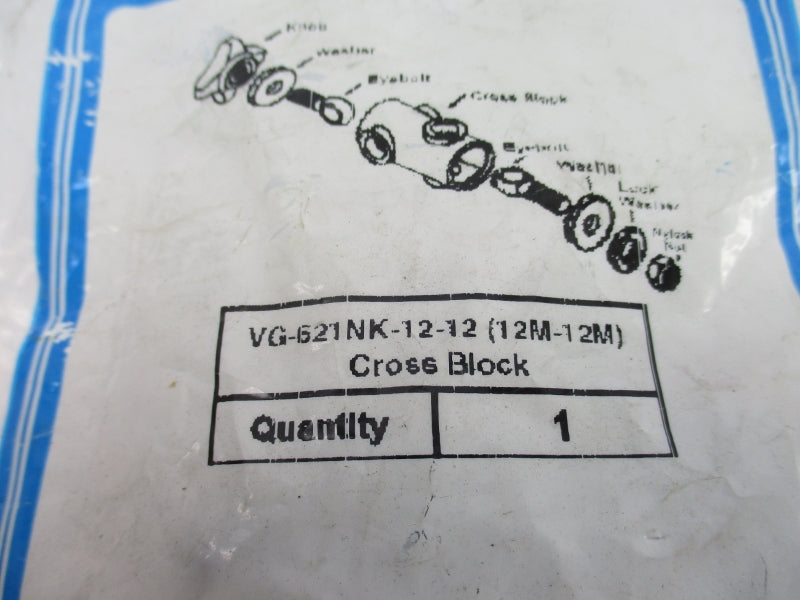 Knob
Washer
Eyebolt
Cross Block
Eyebolt
Washer
Lock
Washer
Nylock
Nut
VG-621NK-12-12 (12M-12M)
Cross Block
Quantity 1